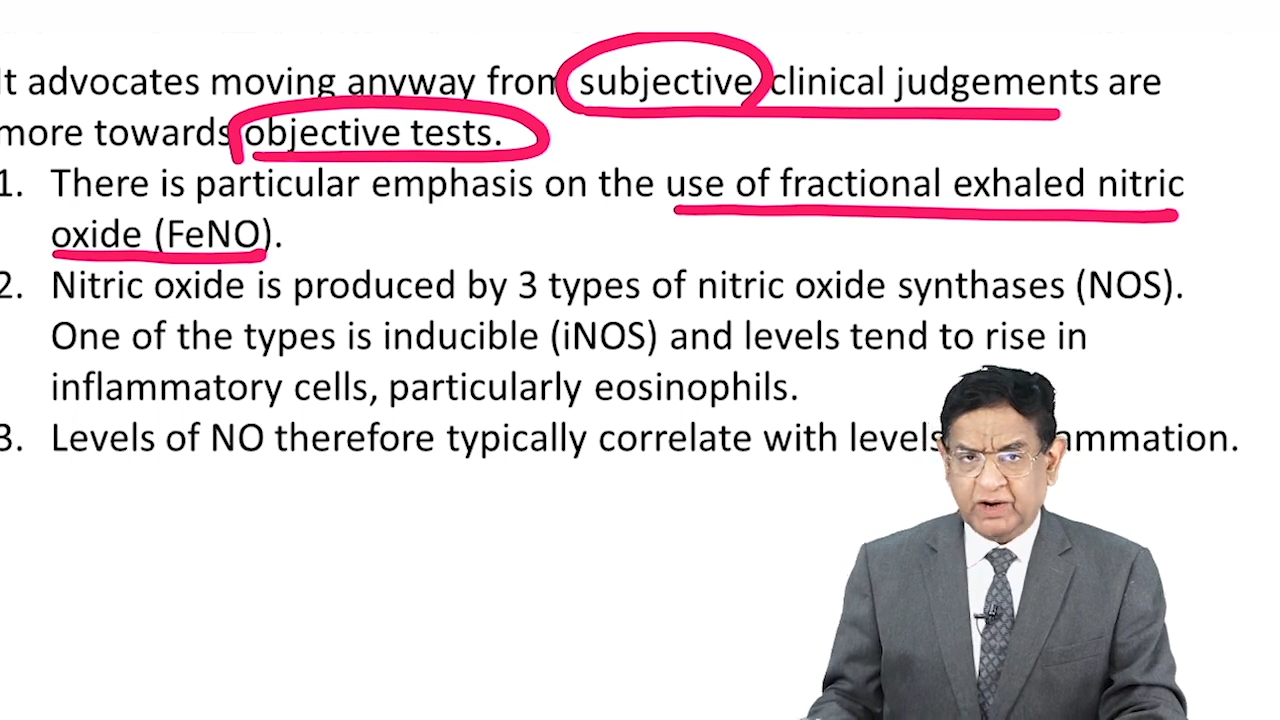 It advocates moving anyway from subjective clinical judgements are
more towards objective tests.
1. There is particular emphasis on the use of fractional exhaled nitric
oxide (FeNO).
2. Nitric oxide is produced by 3 types of nitric oxide synthases (NOS).
One of the types is inducible (iNOS) and levels tend to rise in
inflammatory cells, particularly eosinophils.
3. Levels of NO therefore typically correlate with levels ammation.